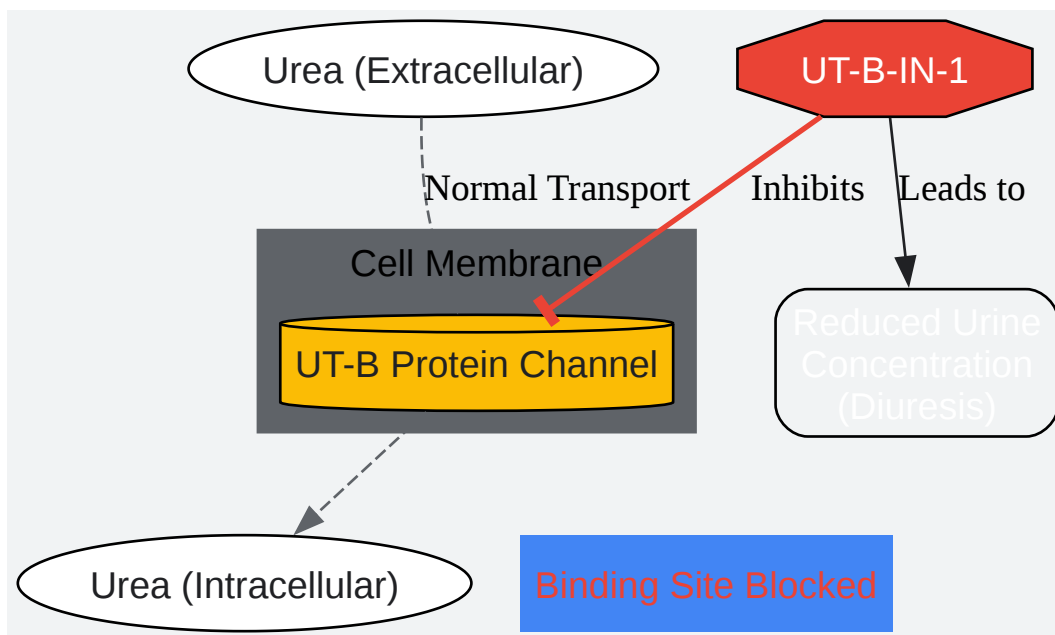 Urea (Extracellular)
UT-B-IN-1
Normal Transport
Inhibits
Leads to
Cell Membrane
UT-B Protein Channel
Reduced Urine
Concentration
(Diuresis)
Urea (Intracellular)
Binding Site Blocked